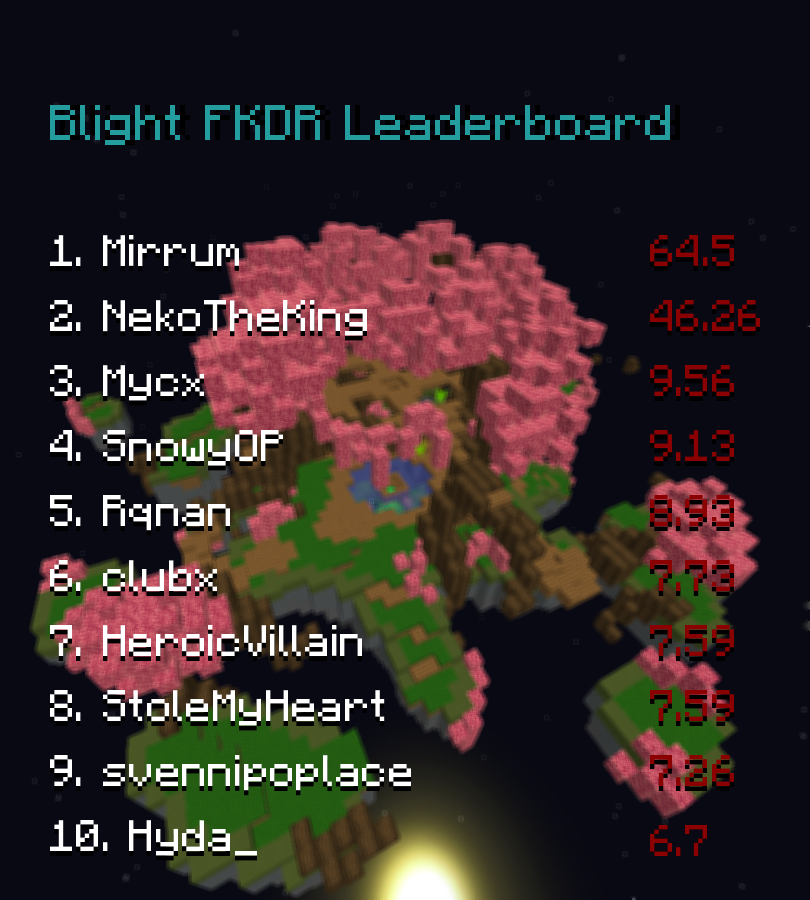 Blight FKDR Leaderboard
1. Mirrum 64.5
2. NekoTheKing 46.26
3. Mycx 9.56
4. SnowyOP 9.13
5. Rqnan 8.93
6. clubx 7.73
7. HeroicVillain 7.59
8. StoleMyHeart 7.59
9. svennipoplace 7.26
10. Hyda_ 6.7